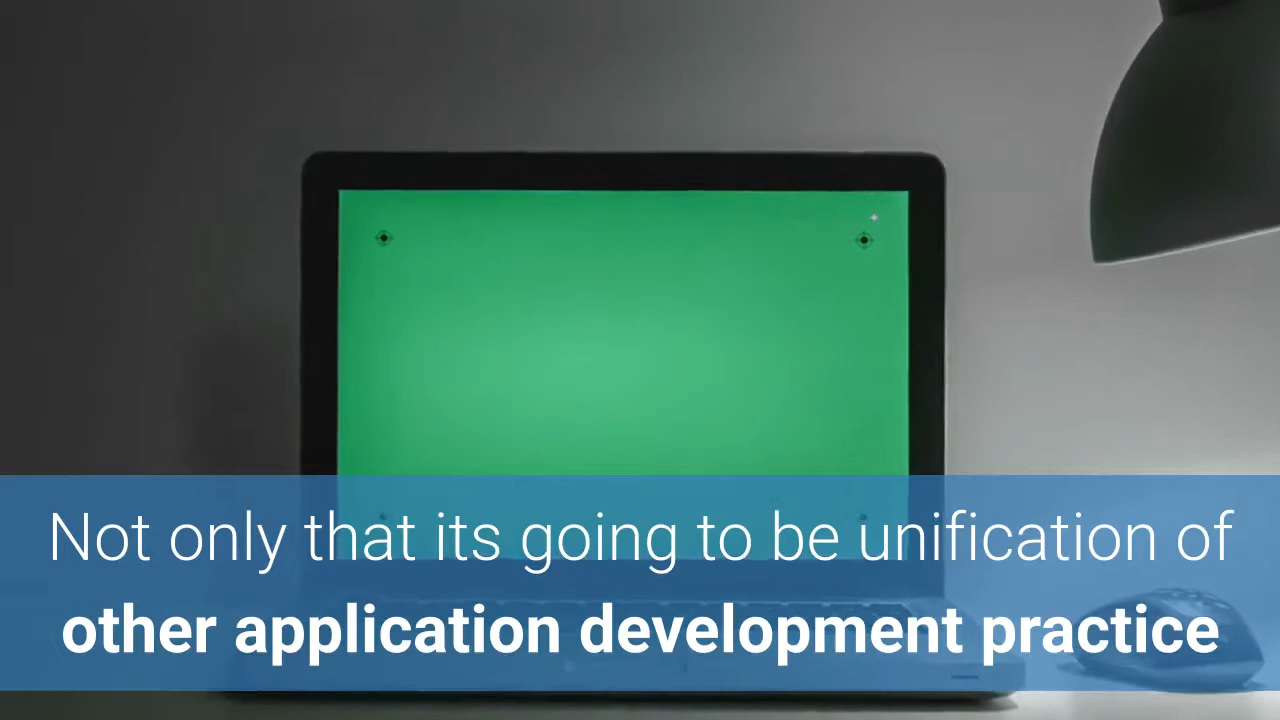 Not only that its going to be unification of
other application development practice